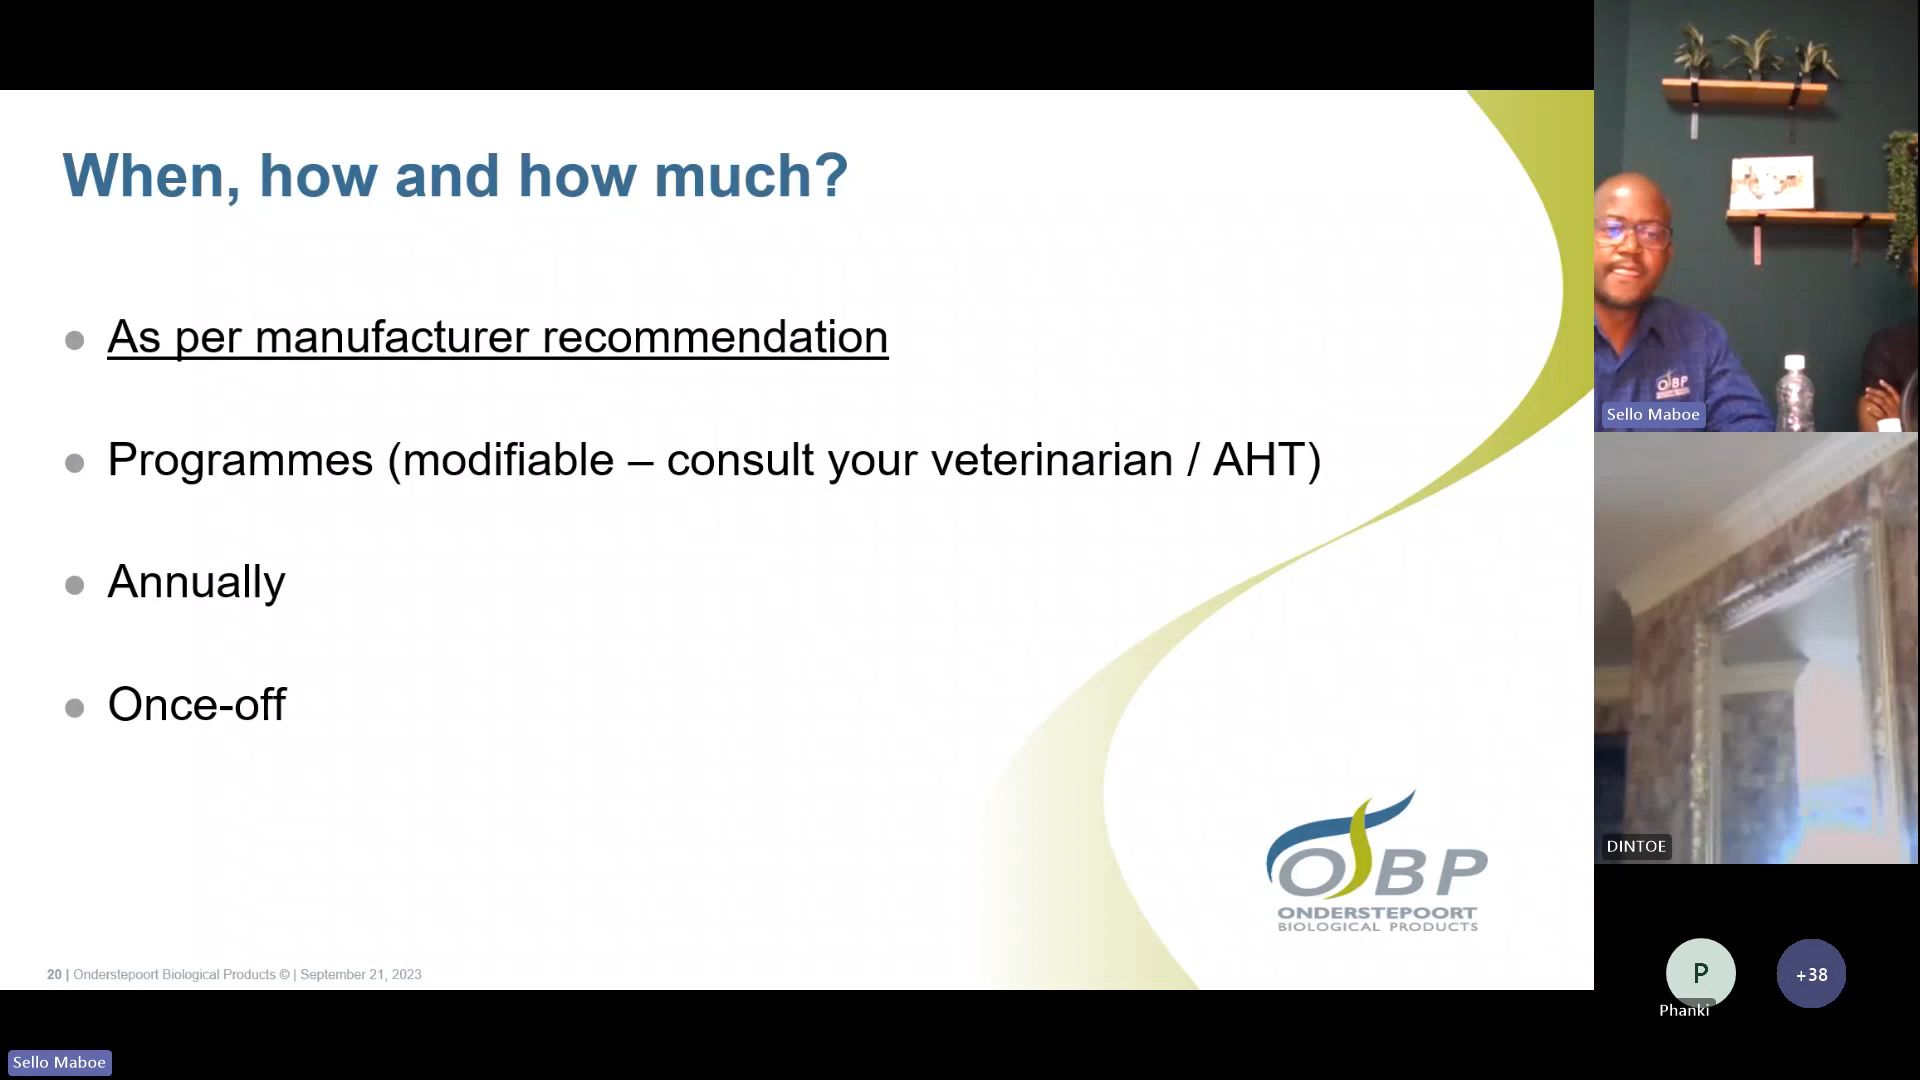 When, how and how much?
As per manufacturer recommendation
Programmes (modifiable – consult your veterinarian / AHT)
Annually
Once-off
OBP
ONDERSTEPOORT
BIOLOGICAL PRODUCTS
20 | Onderstepoort Biological Products © | September 21, 2023
OBP
Sello Maboe
DINTOE
P
Phanki
+38
Sello Maboe